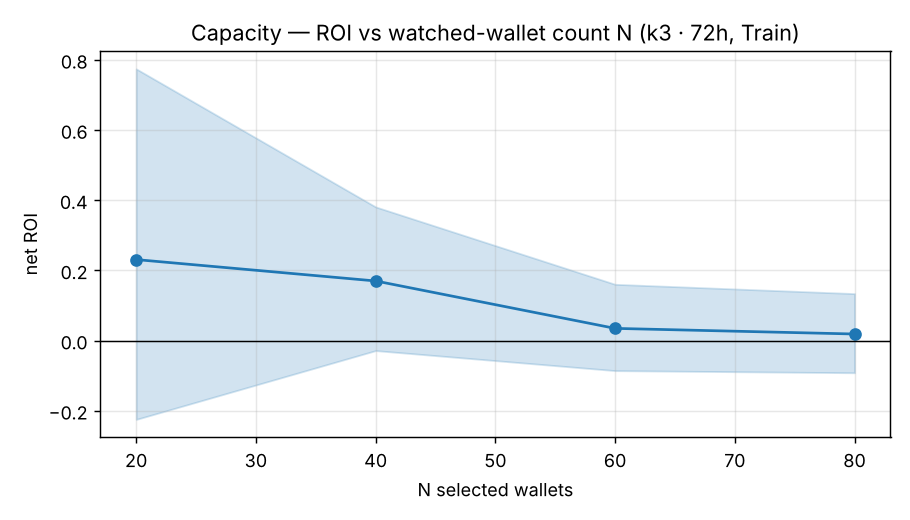 Capacity — ROI vs watched-wallet count N (k3 · 72h, Train)
0.8
0.6
0.4
0.2
0.0
−0.2
net ROI
20 30 40 50 60 70 80
N selected wallets